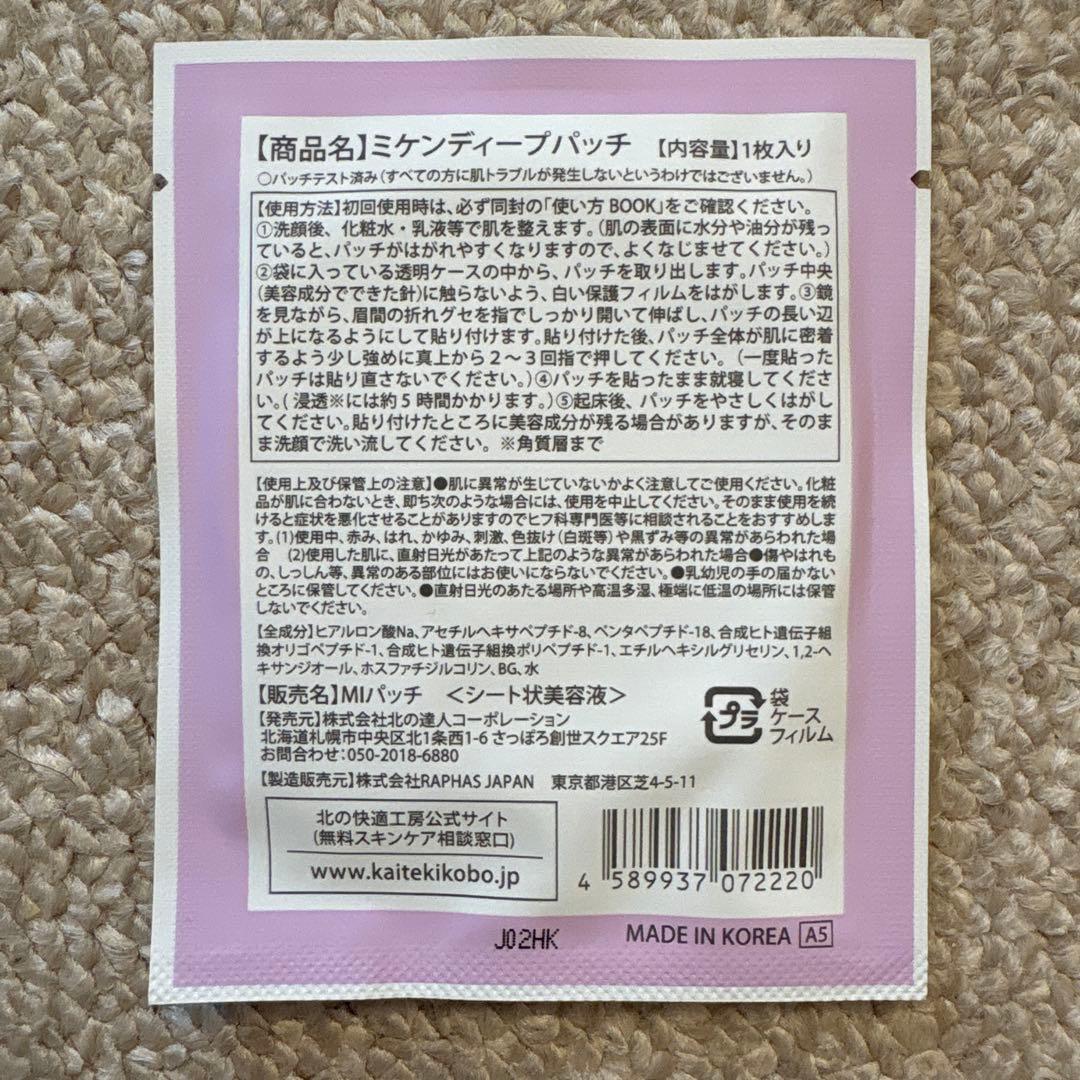 【商品名】ミケンディープパッチ 【内容量】1枚入り
○パッチテスト済み(すべての方に肌トラブルが発生しないというわけではございません。)
【使用方法】初回使用時は、必ず同封の「使い方 BOOK」をご確認ください。
①洗顔後、化粧水・乳液等で肌を整えます。(肌の表面に水分や油分が残っ
ていると、パッチがはがれやすくなりますので、よくなじませてください。)
②袋に入っている透明ケースの中から、パッチを取り出します。パッチ中央
(美容成分でできた針)に触らないよう、白い保護フィルムをはがします。③鏡
を見ながら、眉間の折れグセを指でしっかり開いて伸ばし、パッチの長い辺
が上になるようにして貼り付けます。貼り付けた後、パッチ全体が肌に密着
するよう少し強めに真上から2〜3回指で押してください。(一度貼った
パッチは貼り直さないでください。)④パッチを貼ったまま就寝してくださ
い。(浸透※には約5時間かかります。)⑤起床後、パッチをやさしくはがし
てください。貼り付けたところに美容成分が残る場合がありますが、そのま
ま洗顔で洗い流してください。 ※角質層まで
【使用上及び保管上の注意】●肌に異常が生じていないかよく注意してご使用ください。化粧
品が肌に合わないとき、即ち次のような場合には、使用を中止してください。そのまま使用を続
けると症状を悪化させることがありますのでヒフ科専門医等に相談されることをおすすめしま
す。(1)使用中、赤み、はれ、かゆみ、刺激、色抜け(白斑等)や黒ずみ等の異常があらわれた場
合 (2)使用した肌に、直射日光があたって上記のような異常があらわれた場合●傷やはれも
の、しっしん等、異常のある部位にはお使いにならないでください。●乳幼児の手の届かない
ところに保管してください。●直射日光のあたる場所や高温多湿、極端に低温の場所には保管
しないでください。
【全成分】ヒアルロン酸Na、アセチルヘキサペプチド-8、ペンタペプチド-18、合成ヒト遺伝子組
換オリゴペプチド-1、合成ヒト遺伝子組換ポリペプチド-1、エチルヘキシルグリセリン、1,2-ヘ
キサンジオール、ホスファチジルコリン、BG、水
【販売名】MIパッチ <シート状美容液>
【発売元】株式会社北の達人コーポレーション
北海道札幌市中央区北1条西1-6 さっぽろ創世スクエア25F
お問合わせ:050-2018-6880
【製造販売元】株式会社RAPHAS JAPAN 東京都港区芝4-5-11
プラ
袋
ケース
フィルム
北の快適工房公式サイト
(無料スキンケア相談窓口)
www.kaitekikobo.jp
4 589937 072220
J02HK
MADE IN KOREA A5